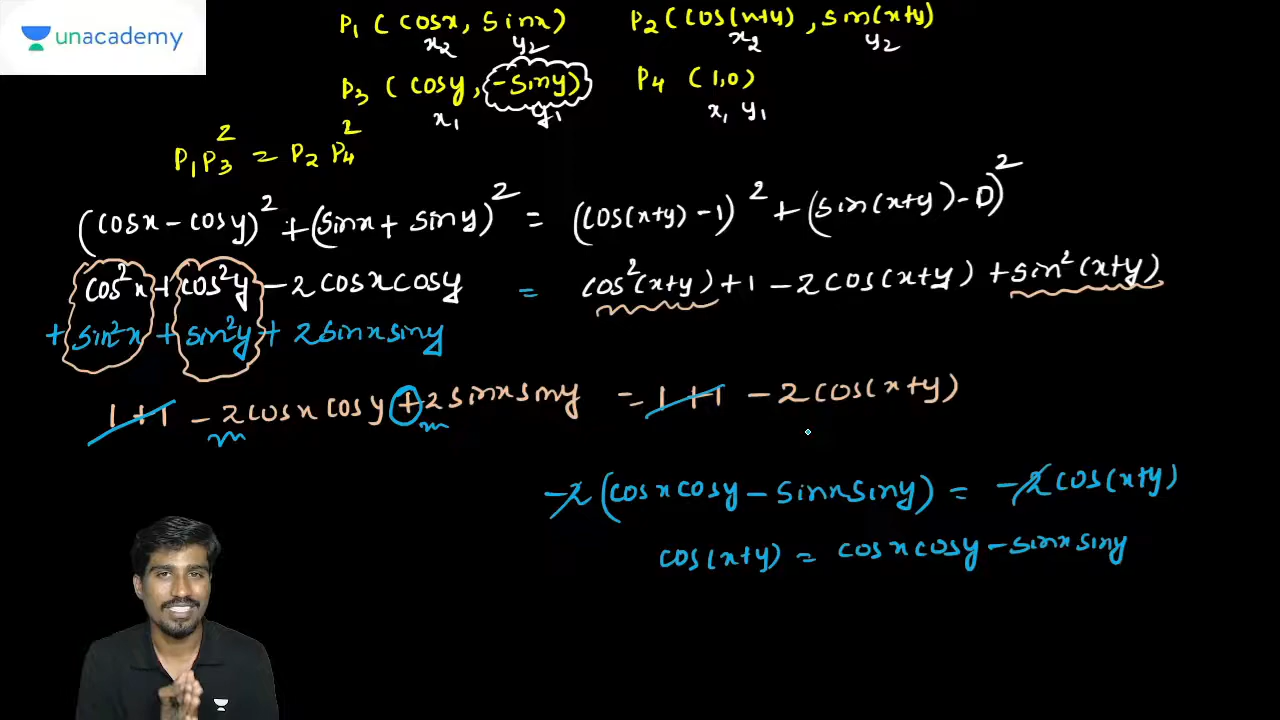 unacademy
P₁ (cosx, sinx) P₂ (cos(x+y), sin(x+y))
x₂ y₂ x₂ y₂
P₃ (cosy, -siny) P₄ (1,0)
x₁ y₁ x₁ y₁
P₁P₃² = P₂P₄²
(cosx - cosy)² + (sinx + siny)² = (cos(x+y) - 1)² + (sin(x+y) - 0)²
cos²x + cos²y - 2cosxcosy = cos²(x+y) + 1 - 2cos(x+y) + sin²(x+y)
+ sin²x + sin²y + 2sinxsiny
1+1 - 2cosx cosy + 2sinxsiny = 1+1 - 2cos(x+y)
-2(cosxcosy - sinxsiny) = -2cos(x+y)
cos(x+y) = cosxcosy - sinxsiny